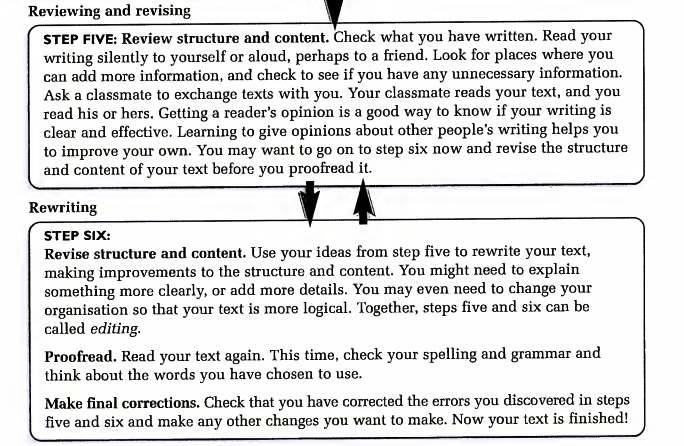 Reviewing and revising
STEP FIVE: Review structure and content. Check what you have written. Read your
writing silently to yourself or aloud, perhaps to a friend. Look for places where you
can add more information, and check to see if you have any unnecessary information.
Ask a classmate to exchange texts with you. Your classmate reads your text, and you
read his or hers. Getting a reader's opinion is a good way to know if your writing is
clear and effective. Learning to give opinions about other people's writing helps you
to improve your own. You may want to go on to step six now and revise the structure
and content of your text before you proofread it.
Rewriting
STEP SIX:
Revise structure and content. Use your ideas from step five to rewrite your text,
making improvements to the structure and content. You might need to explain
something more clearly, or add more details. You may even need to change your
organisation so that your text is more logical. Together, steps five and six can be
called editing.
Proofread. Read your text again. This time, check your spelling and grammar and
think about the words you have chosen to use.
Make final corrections. Check that you have corrected the errors you discovered in steps
five and six and make any other changes you want to make. Now your text is finished!